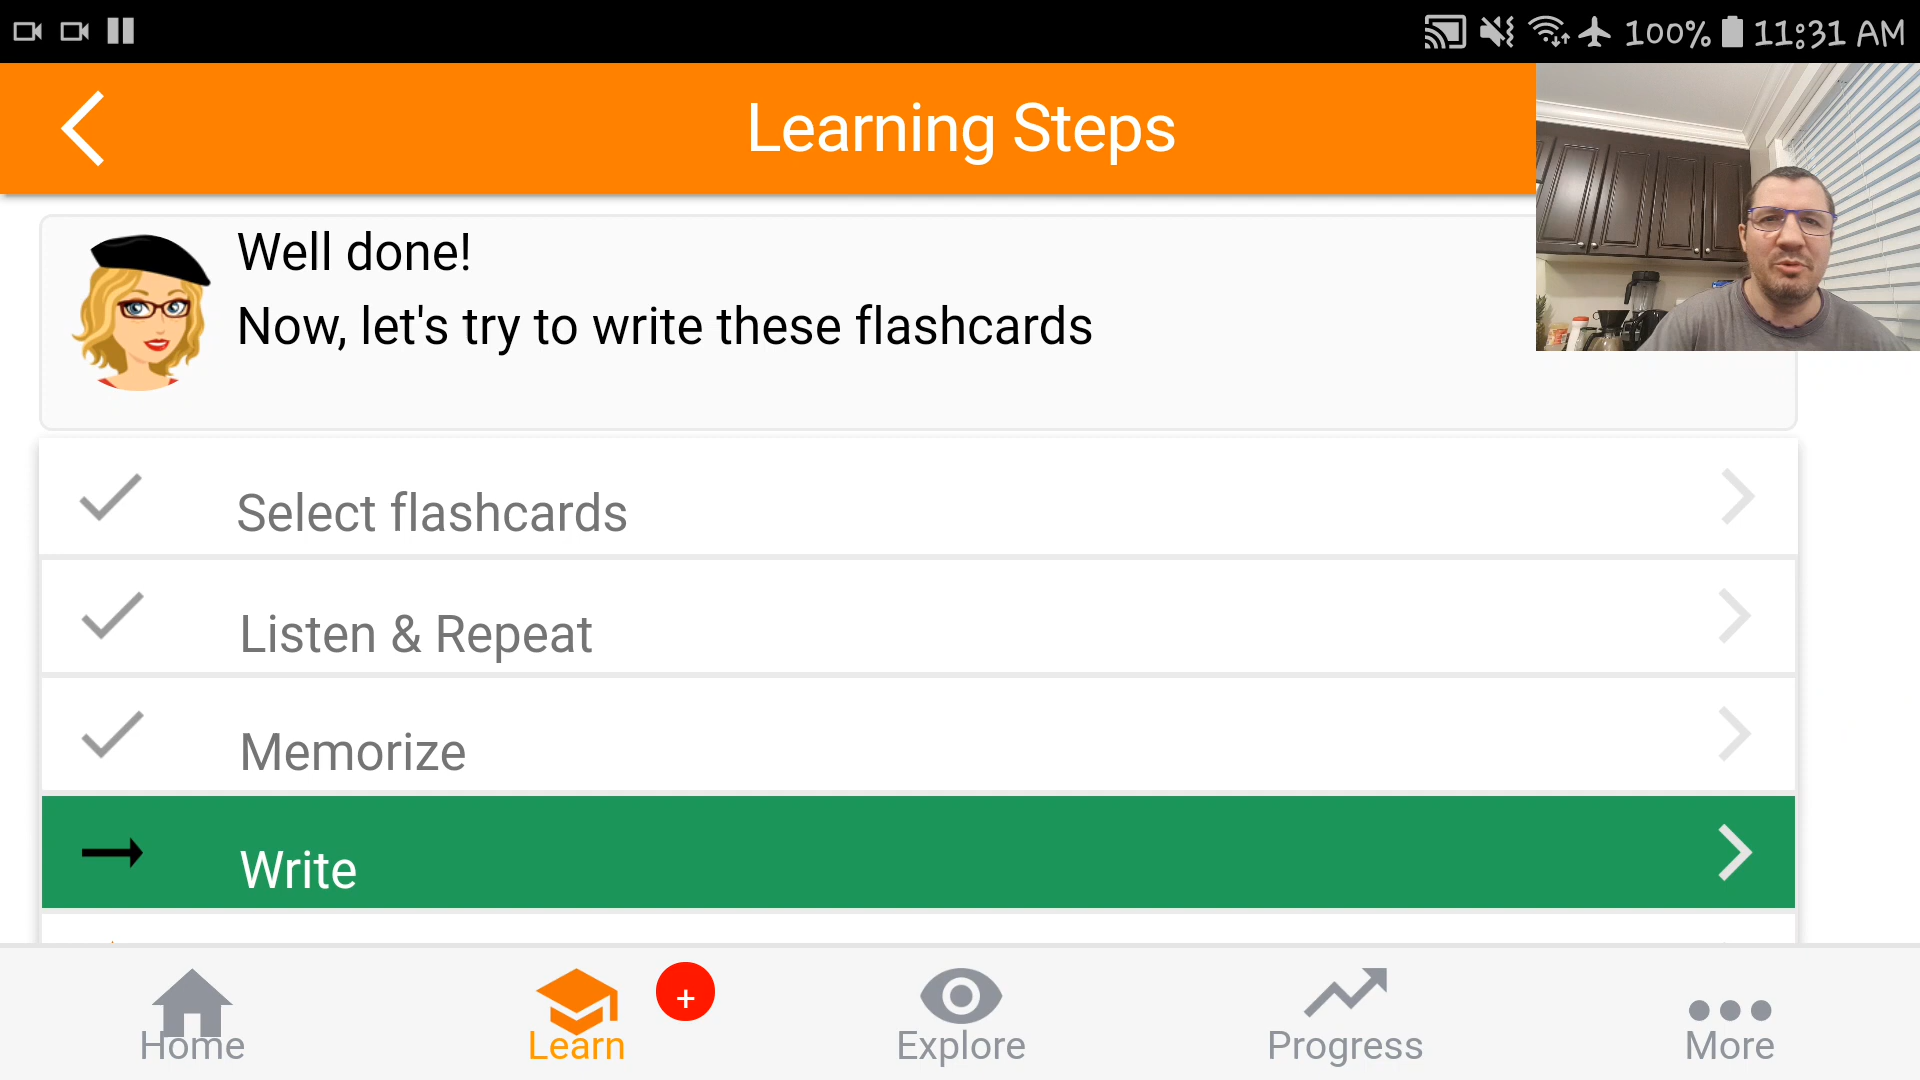 100% 11:31 AM
Learning Steps
Well done!
Now, let's try to write these flashcards
Select flashcards
Listen & Repeat
Memorize
Write
+
Home Learn Explore Progress More